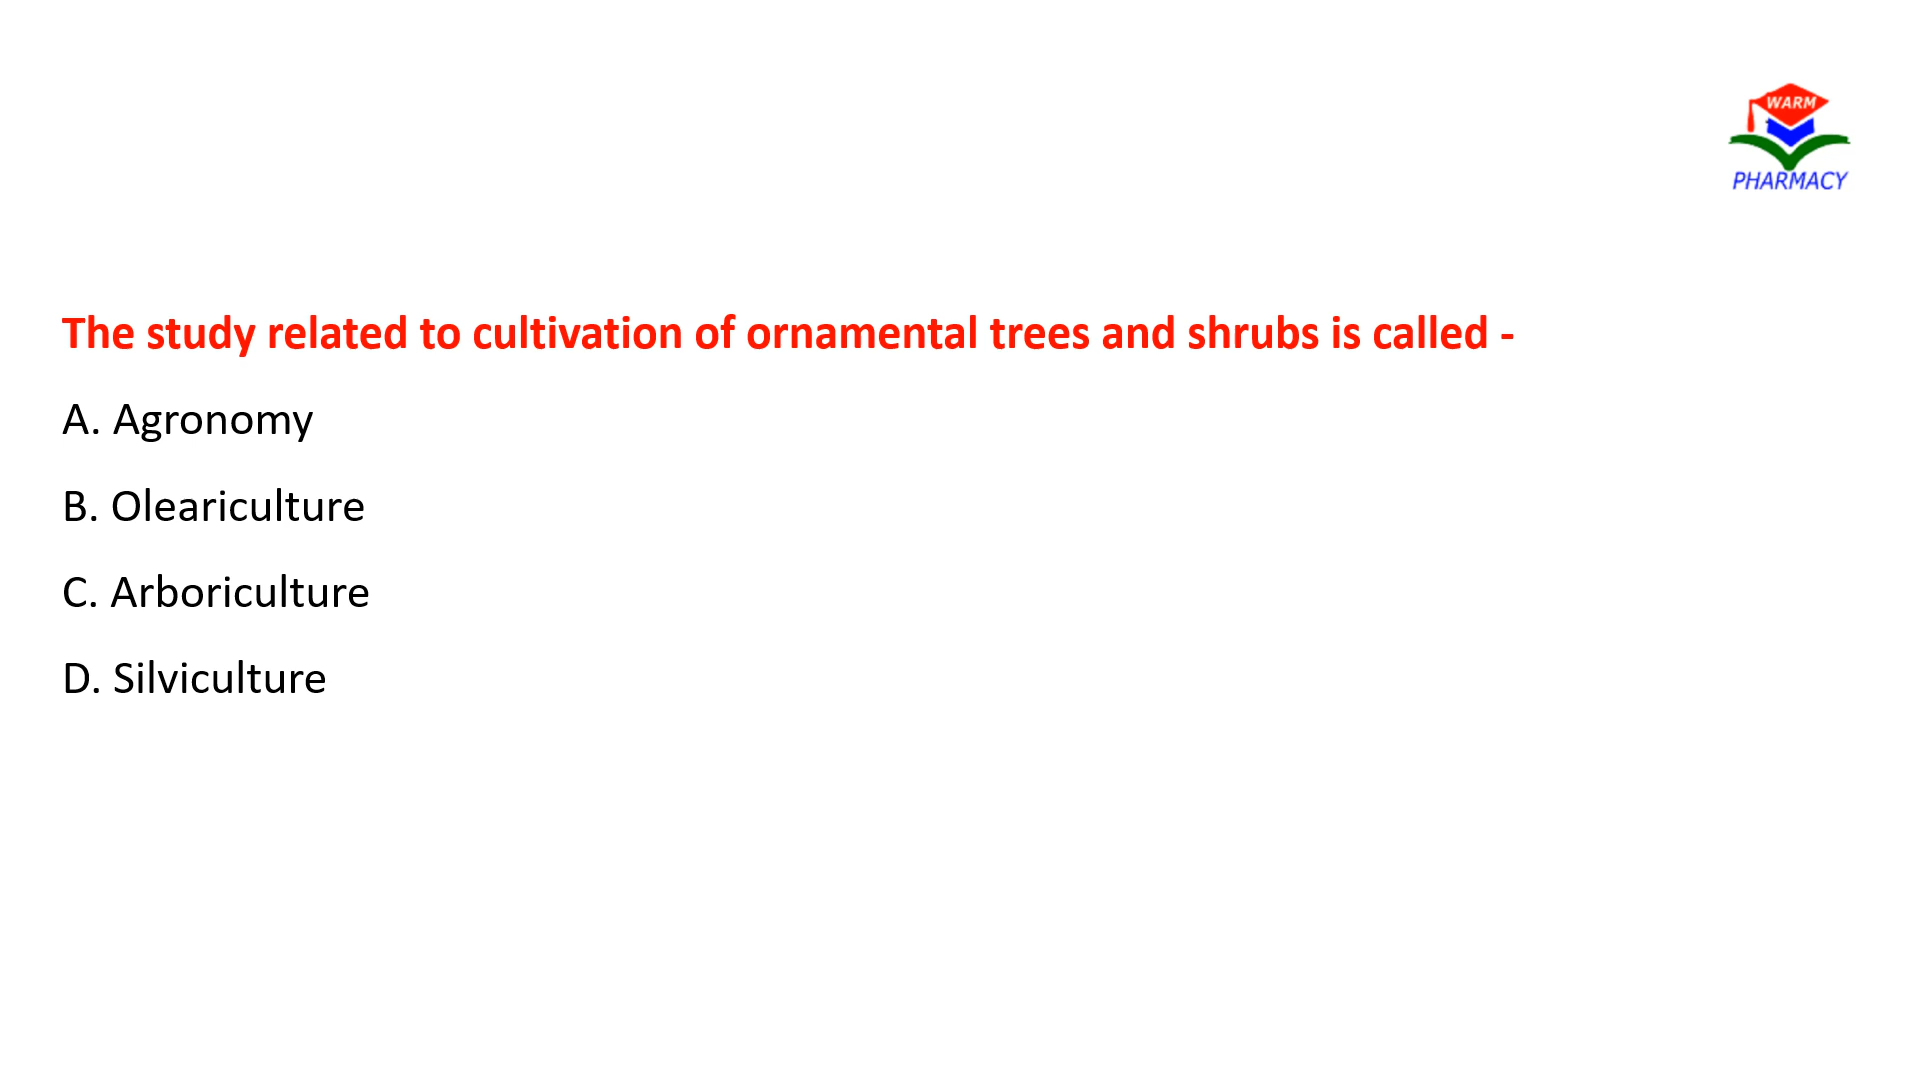 WARM
PHARMACY
The study related to cultivation of ornamental trees and shrubs is called -
A. Agronomy
B. Oleariculture
C. Arboriculture
D. Silviculture